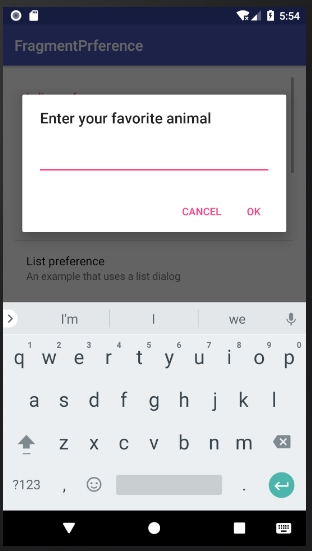 5:54
FragmentPrference
Enter your favorite animal
CANCEL OK
List preference
An example that uses a list dialog
I'm I we
1 2 3 4 5 6 7 8 9 0
q w e r t y u i o p
a s d f g h j k l
z x c v b n m
?123 , .